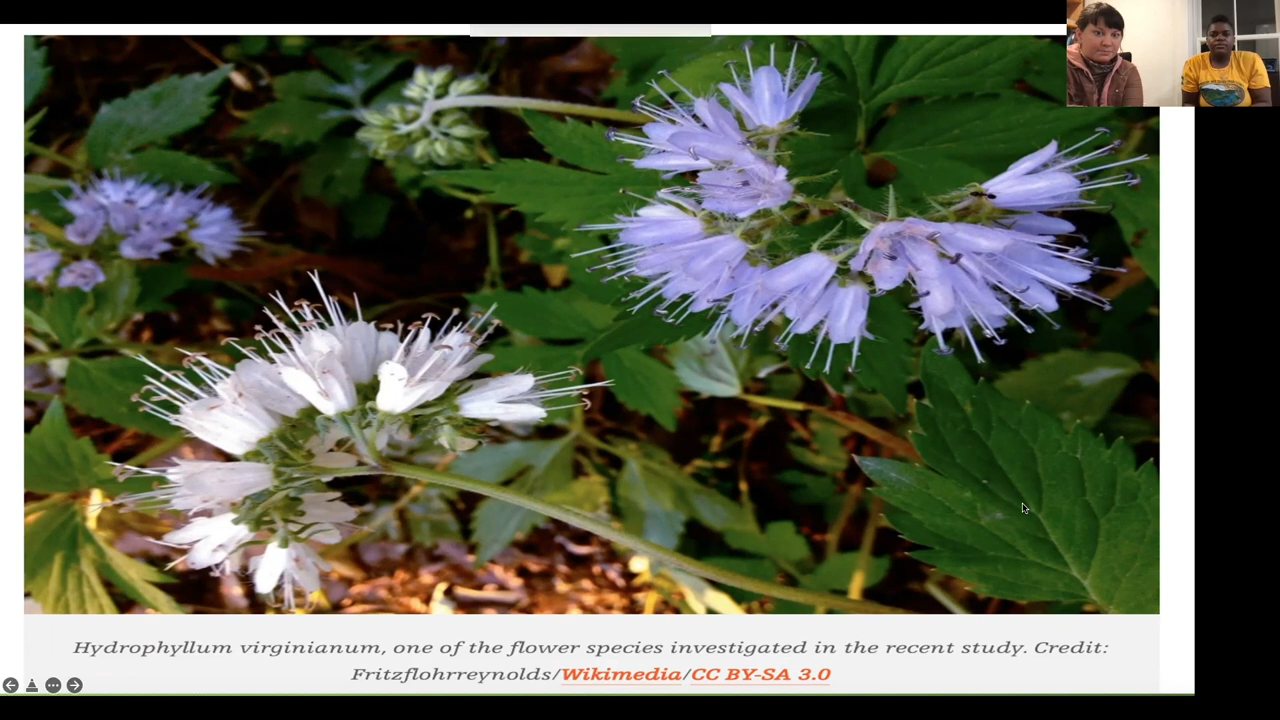 Hydrophyllum virginianum, one of the flower species investigated in the recent study. Credit:
Fritzflohrreynolds/Wikimedia/CC BY-SA 3.0